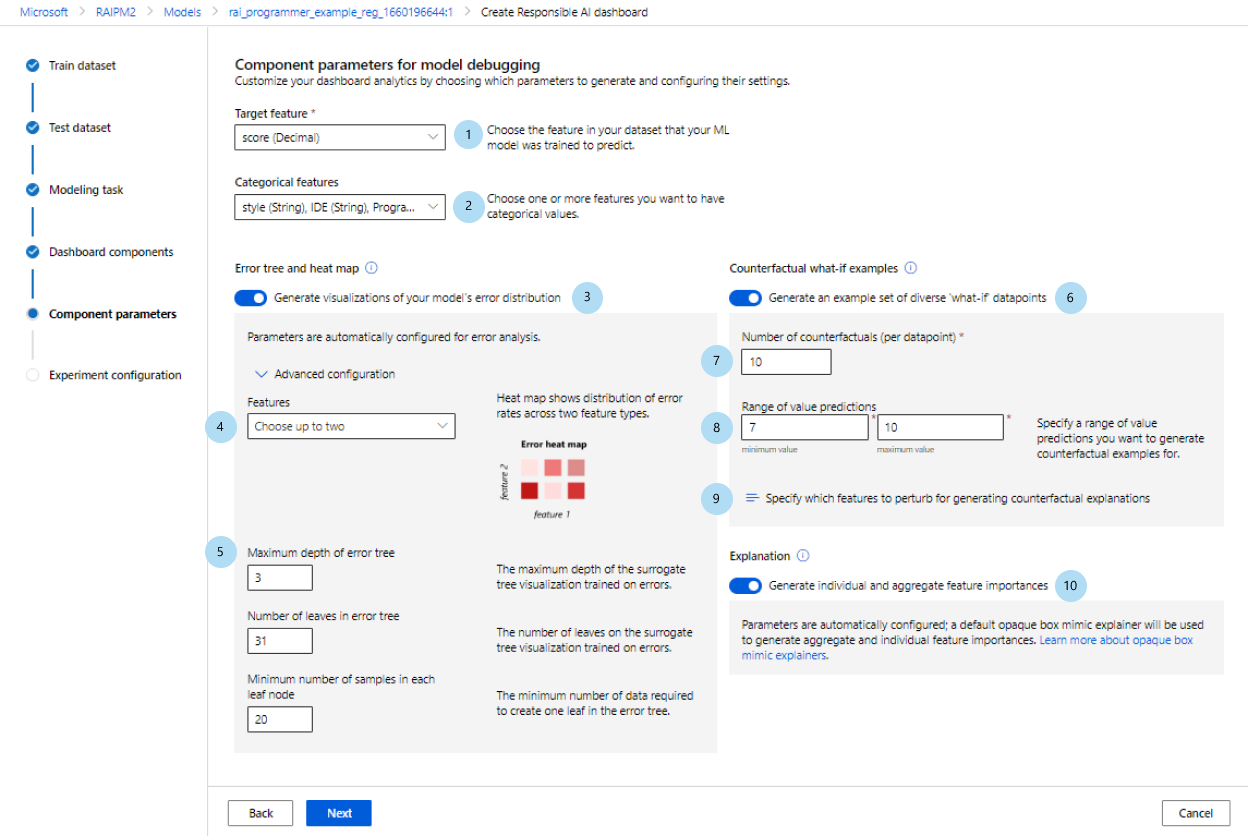 Microsoft > RAIPM2 > Models > rai_programmer_example_reg_1660196644:1 > Create Responsible AI dashboard
Train dataset
Test dataset
Modeling task
Dashboard components
Component parameters
Experiment configuration
Component parameters for model debugging
Customize your dashboard analytics by choosing which parameters to generate and configuring their settings.
Target feature *
score (Decimal)
1
Choose the feature in your dataset that your ML
model was trained to predict.
Categorical features
style (String), IDE (String), Progra...
2
Choose one or more features you want to have
categorical values.
Error tree and heat map
Generate visualizations of your model's error distribution
3
Parameters are automatically configured for error analysis.
Advanced configuration
Features
4
Choose up to two
Heat map shows distribution of error
rates across two feature types.
Error heat map
feature 2
feature 1
5
Maximum depth of error tree
3
The maximum depth of the surrogate
tree visualization trained on errors.
Number of leaves in error tree
31
The number of leaves on the surrogate
tree visualization trained on errors.
Minimum number of samples in each
leaf node
20
The minimum number of data required
to create one leaf in the error tree.
Counterfactual what-if examples
Generate an example set of diverse 'what-if' datapoints
6
Number of counterfactuals (per datapoint) *
7
10
Range of value predictions
8
7 *
10 *
minimum value
maximum value
Specify a range of value
predictions you want to generate
counterfactual examples for.
9
Specify which features to perturb for generating counterfactual explanations
Explanation
Generate individual and aggregate feature importances
10
Parameters are automatically configured; a default opaque box mimic explainer will be used
to generate aggregate and individual feature importances. Learn more about opaque box
mimic explainers.
Back
Next
Cancel